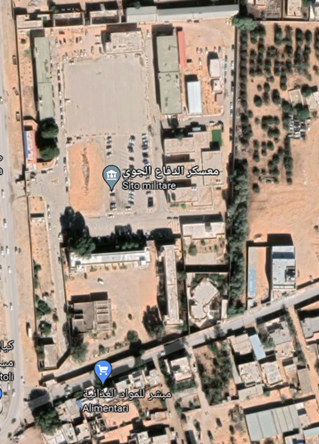 معسكر الدفاع الجوي
Sito militare
مبشر للمواد الغذائية
Alimentari